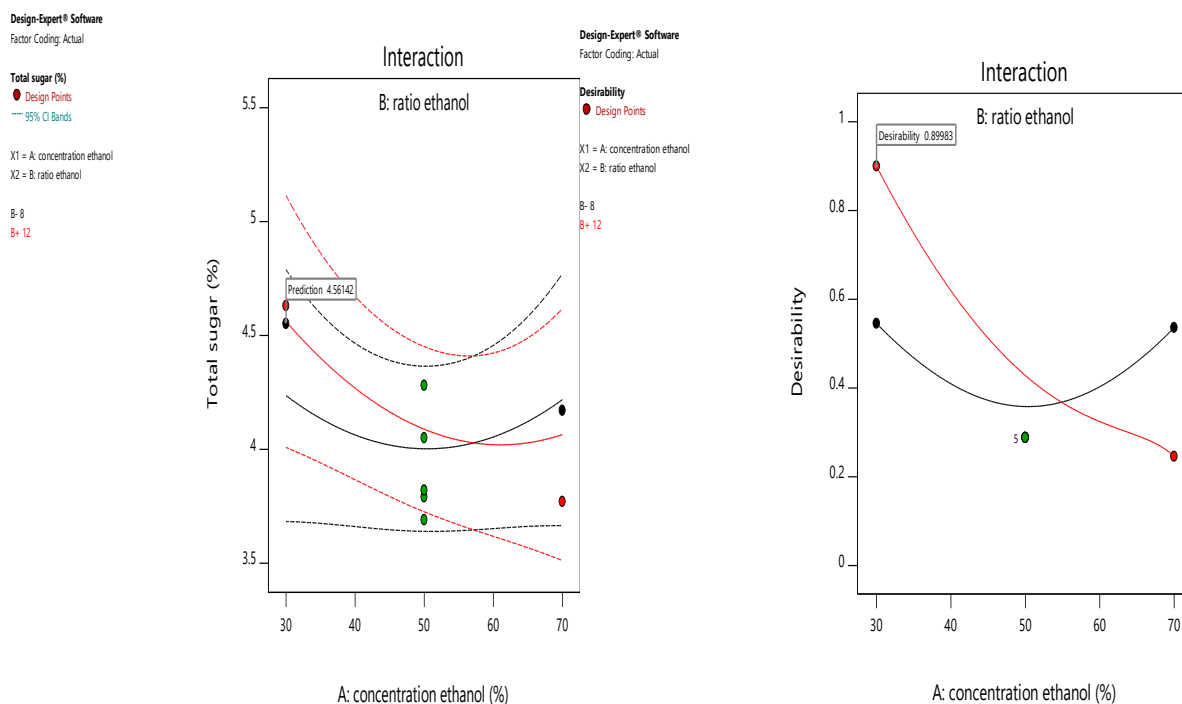 Design-Expert® Software
Factor Coding: Actual
Total sugar (%)
Design Points
95% CI Bands
X1 = A: concentration ethanol
X2 = B: ratio ethanol
B- 8
B+ 12
Interaction
B: ratio ethanol
5.5
5
4.5
4
3.5
Total sugar (%)
Prediction 4.56142
30 40 50 60 70
A: concentration ethanol (%)
Design-Expert® Software
Factor Coding: Actual
Desirability
Design Points
X1 = A: concentration ethanol
X2 = B: ratio ethanol
B- 8
B+ 12
Interaction
B: ratio ethanol
1
0.8
0.6
0.4
0.2
0
Desirability
Desirability 0.89983
5
30 40 50 60 70
A: concentration ethanol (%)